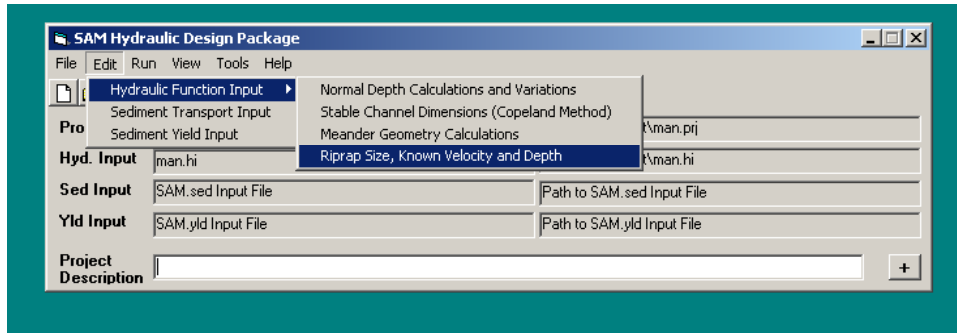 SAM Hydraulic Design Package
File Edit Run View Tools Help
Hydraulic Function Input
Sediment Transport Input
Sediment Yield Input
Normal Depth Calculations and Variations
Stable Channel Dimensions (Copeland Method)
Meander Geometry Calculations
Riprap Size, Known Velocity and Depth
Pro t\man.prj
Hyd. Input man.hi t\man.hi
Sed Input SAM.sed Input File Path to SAM.sed Input File
Yld Input SAM.yld Input File Path to SAM.yld Input File
Project
Description
+